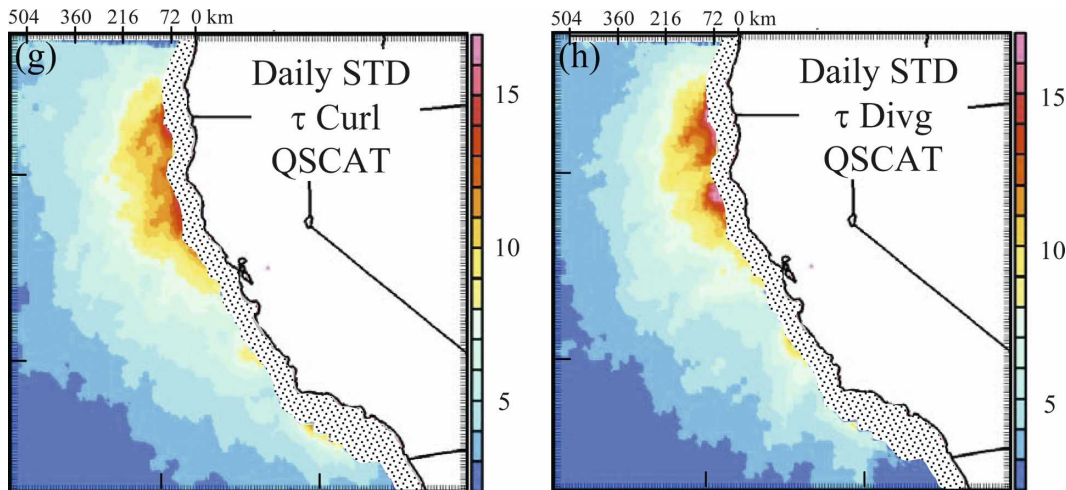 504 360 216 72 0 km
(g)
Daily STD
τ Curl
QSCAT
15
10
5
504 360 216 72 0 km
(h)
Daily STD
τ Divg
QSCAT
15
10
5